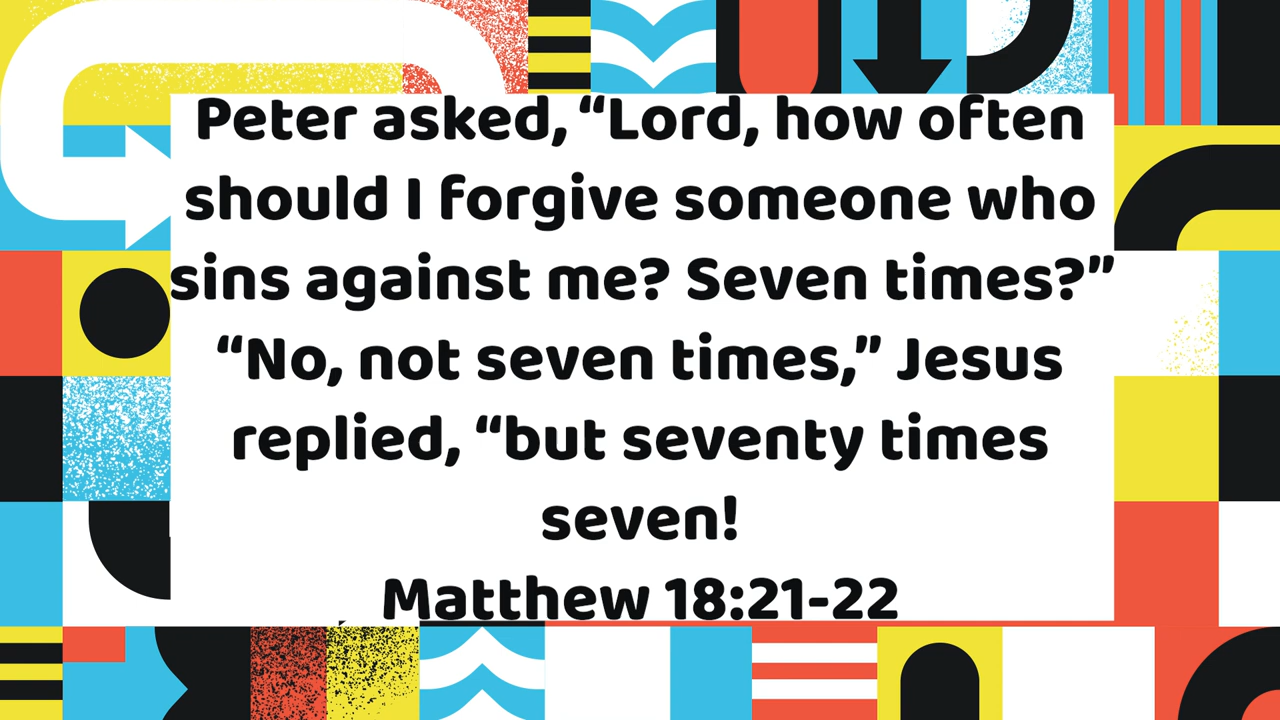 Peter asked, “Lord, how often
should I forgive someone who
sins against me? Seven times?”
“No, not seven times,” Jesus
replied, “but seventy times
seven!
Matthew 18:21-22